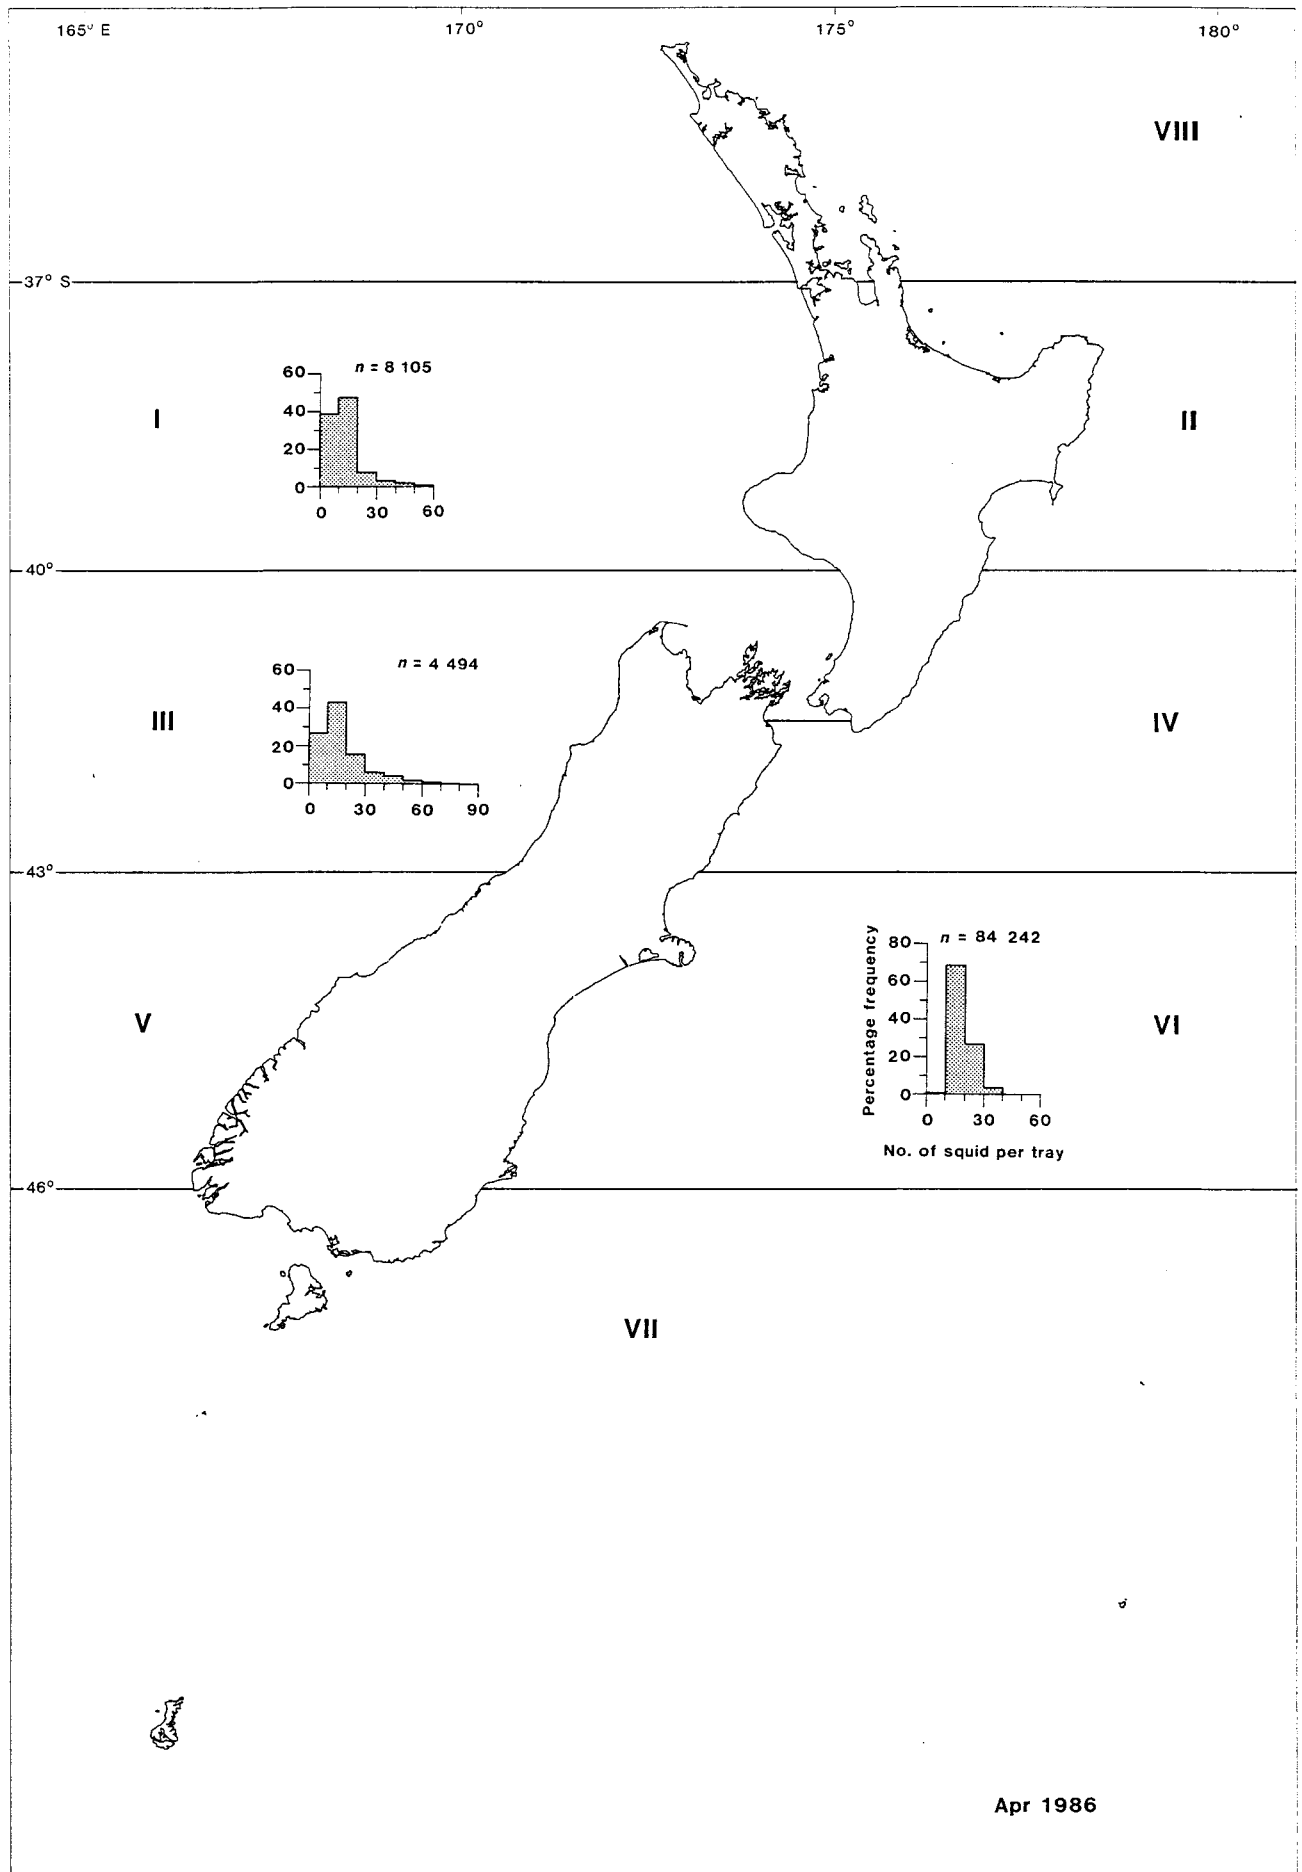 165° E 170° 175° 180°
VIII
37° S
n = 8 105
60
40
20
0
0 30 60
I
II
40°
n = 4 494
60
40
20
0
0 30 60 90
III
IV
43°
n = 84 242
Percentage frequency
80
60
40
20
0
0 30 60
No. of squid per tray
V
VI
46°
VII
Apr 1986